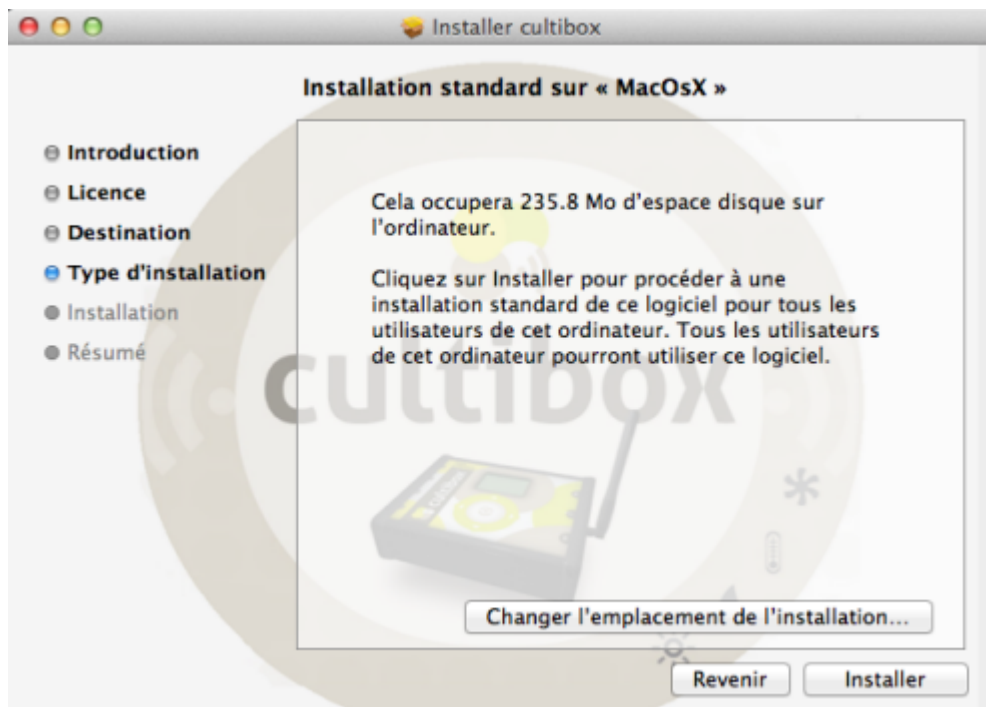 Installer cultibox
Installation standard sur « MacOsX »
Introduction
Licence
Destination
Type d'installation
Installation
Résumé
Cela occupera 235.8 Mo d'espace disque sur
l'ordinateur.
Cliquez sur Installer pour procéder à une
installation standard de ce logiciel pour tous les
utilisateurs de cet ordinateur. Tous les utilisateurs
de cet ordinateur pourront utiliser ce logiciel.
cultibox
Changer l'emplacement de l'installation...
Revenir
Installer